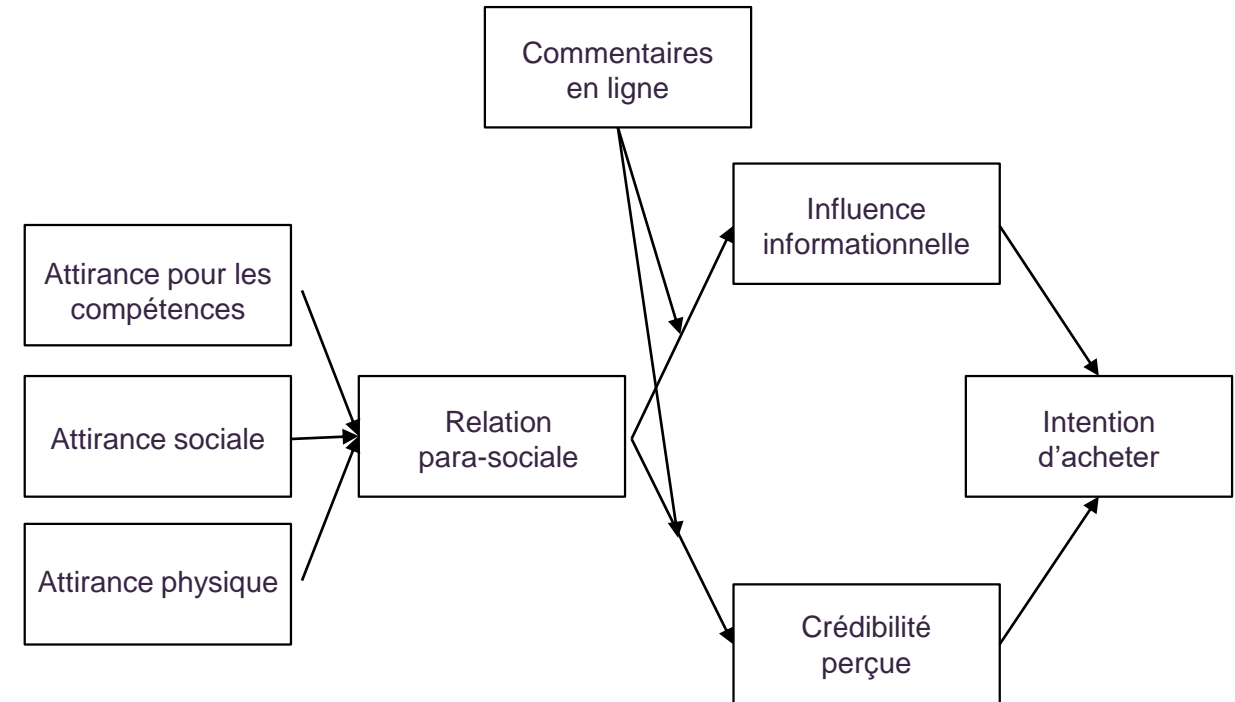 Commentaires
en ligne
Influence
informationnelle
Attirance pour les
compétences
Attirance sociale
Relation
para-sociale
Intention
d’acheter
Attirance physique
Crédibilité
perçue